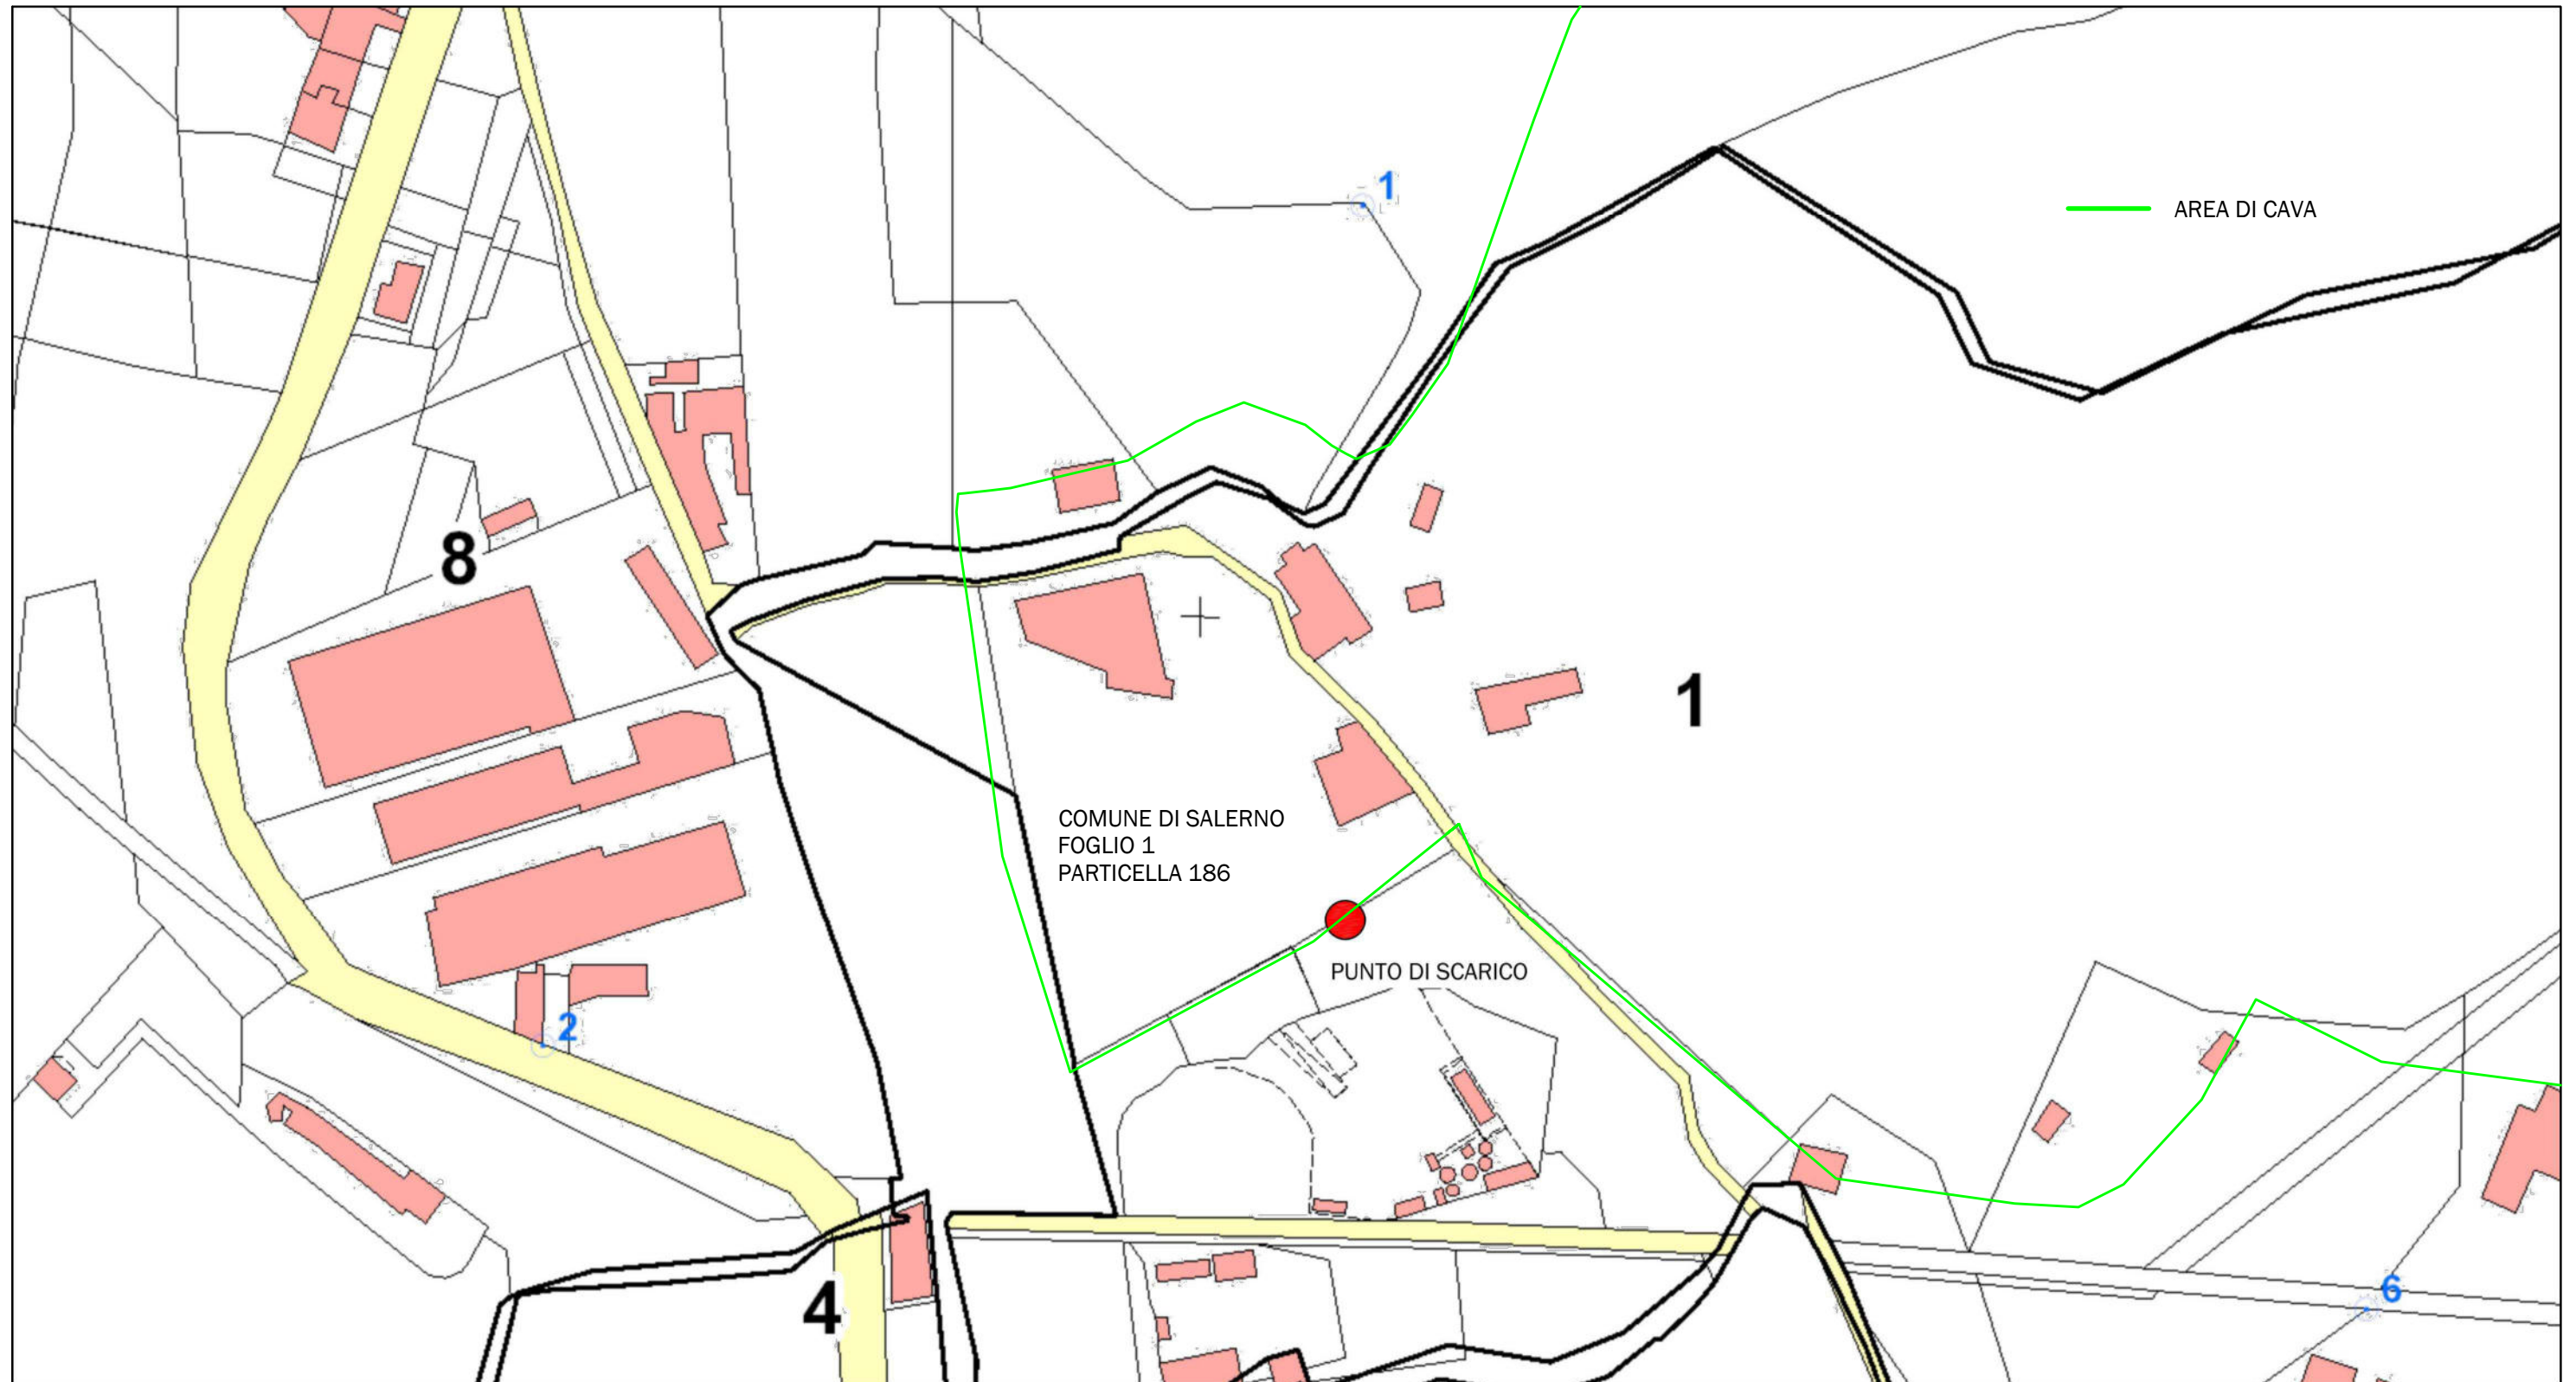 1
AREA DI CAVA
8
1
COMUNE DI SALERNO
FOGLIO 1
PARTICELLA 186
PUNTO DI SCARICO
2
6
4